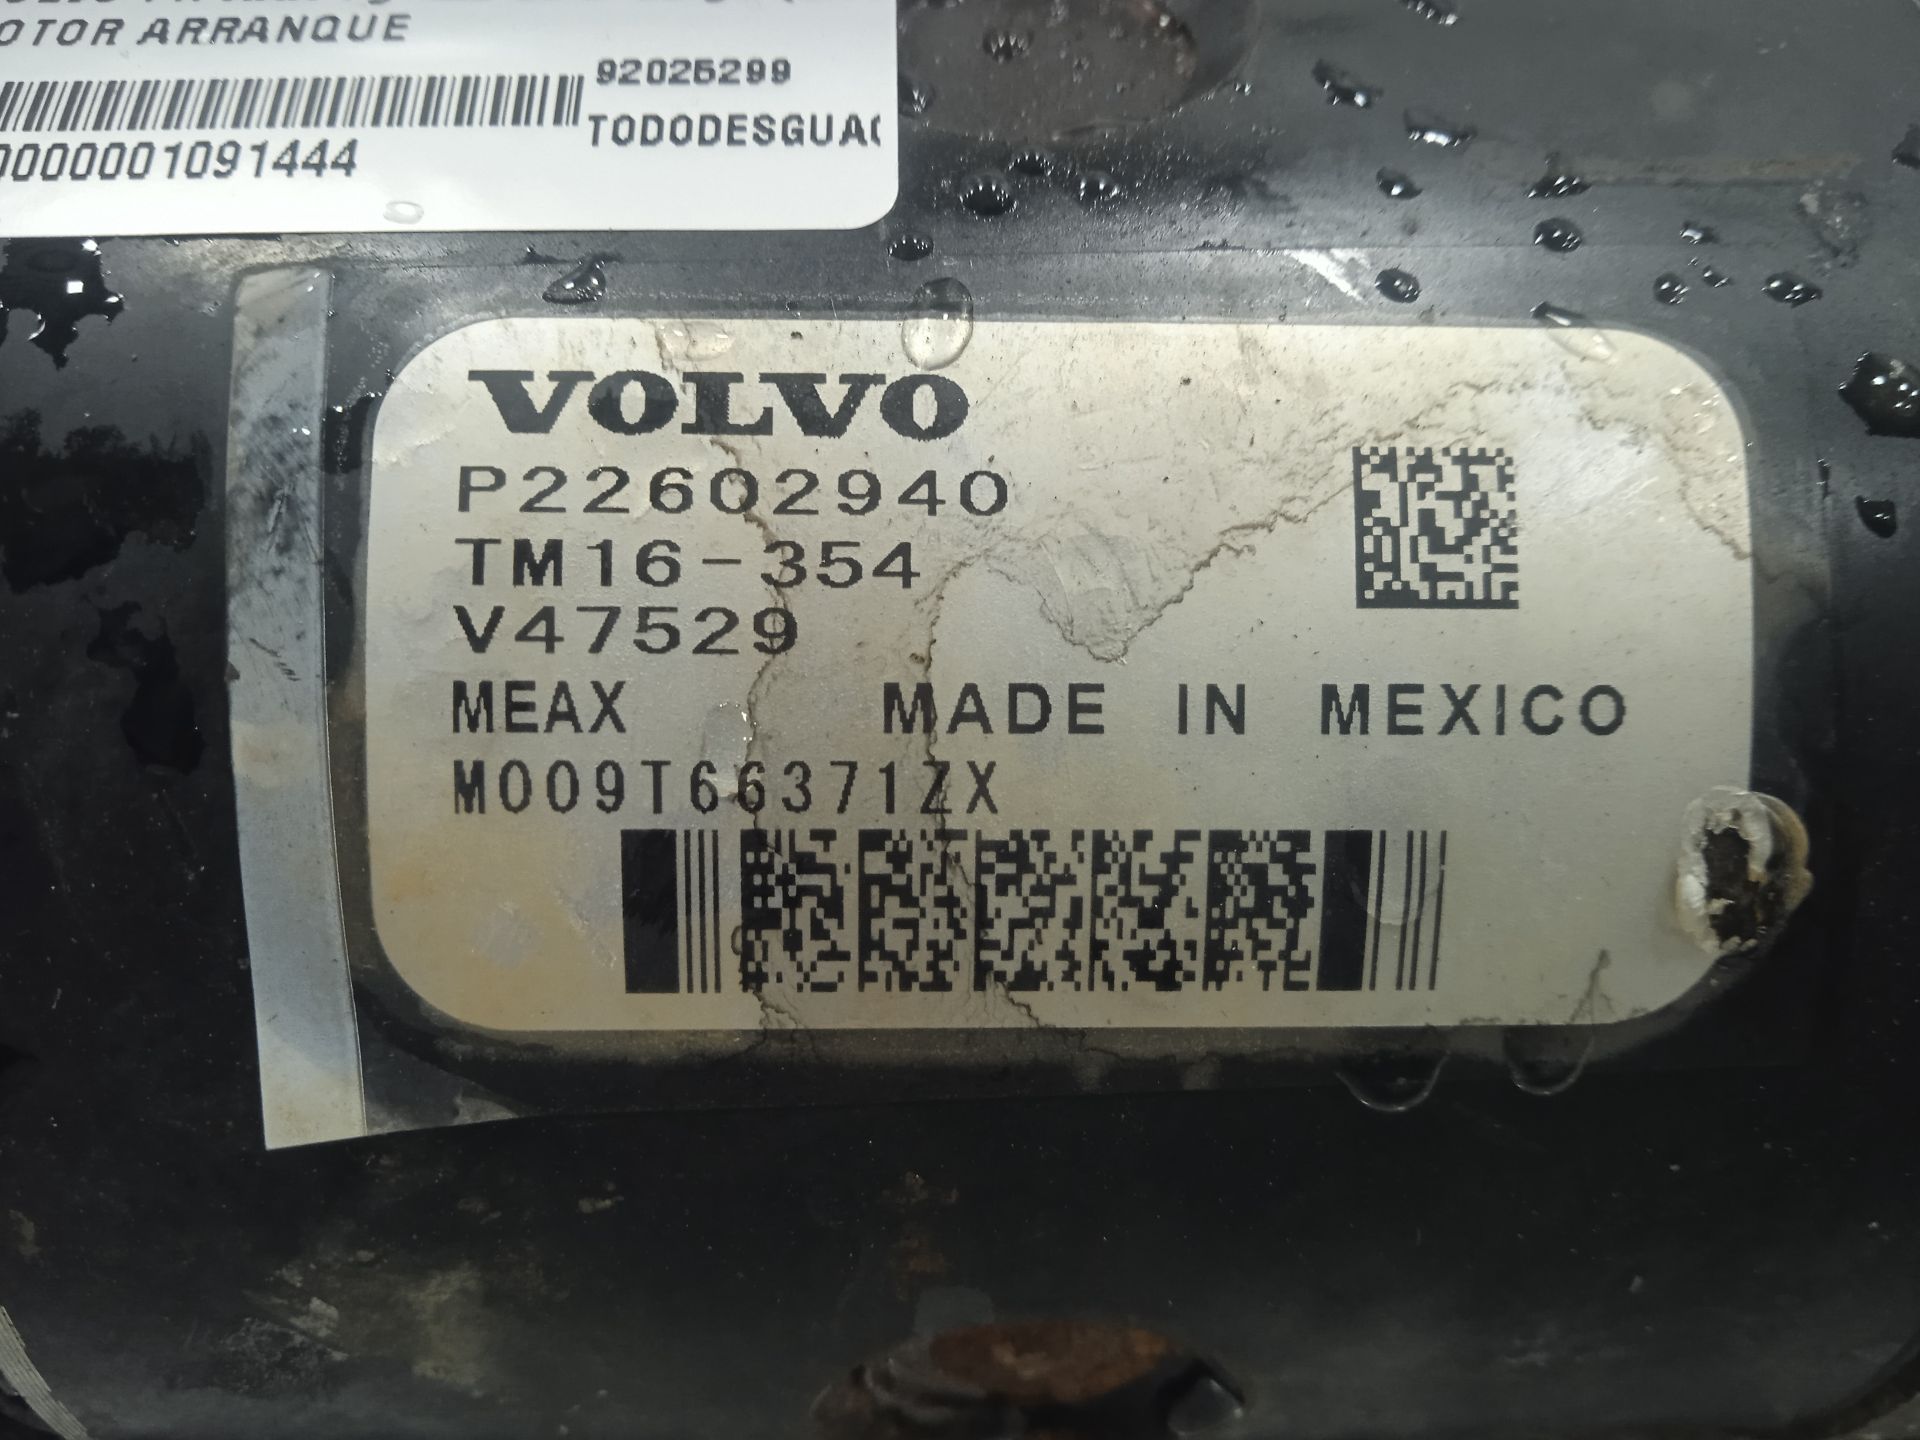 OTOR ARRANQUE
92025299
TODODESGUAC
0000001091444
VOLVO
P22602940
TM16-354
V47529
MEAX MADE IN MEXICO
M009T66371ZX